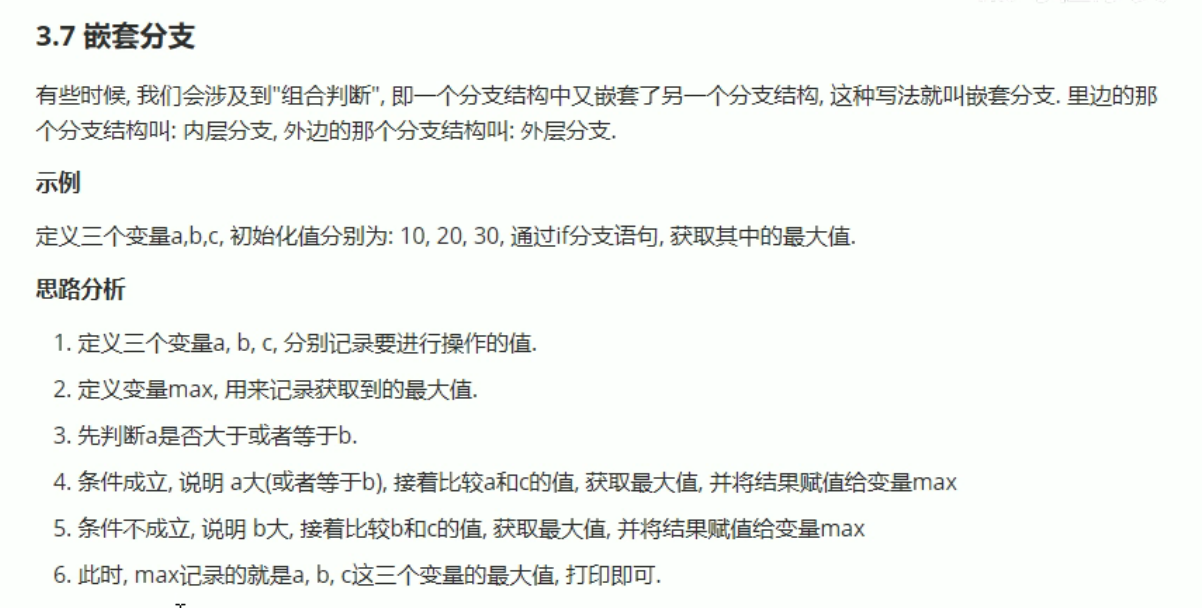 3.7 嵌套分支
有些时候, 我们会涉及到"组合判断", 即一个分支结构中又嵌套了另一个分支结构, 这种写法就叫嵌套分支. 里边的那
个分支结构叫: 内层分支, 外边的那个分支结构叫: 外层分支.
示例
定义三个变量a,b,c, 初始化值分别为: 10, 20, 30, 通过if分支语句, 获取其中的最大值.
思路分析
1. 定义三个变量a, b, c, 分别记录要进行操作的值.
2. 定义变量max, 用来记录获取到的最大值.
3. 先判断a是否大于或者等于b.
4. 条件成立, 说明 a大(或者等于b), 接着比较a和c的值, 获取最大值, 并将结果赋值给变量max
5. 条件不成立, 说明 b大, 接着比较b和c的值, 获取最大值, 并将结果赋值给变量max
6. 此时, max记录的就是a, b, c这三个变量的最大值, 打印即可.